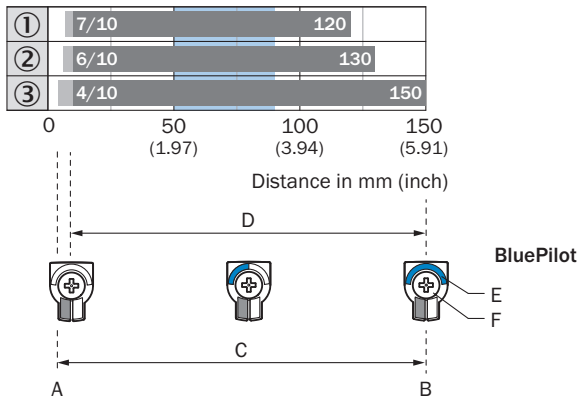 ① 7/10 120
② 6/10 130
③ 4/10 150
0 50 100 150
(1.97) (3.94) (5.91)
Distance in mm (inch)
D
BluePilot
E
F
C
A B